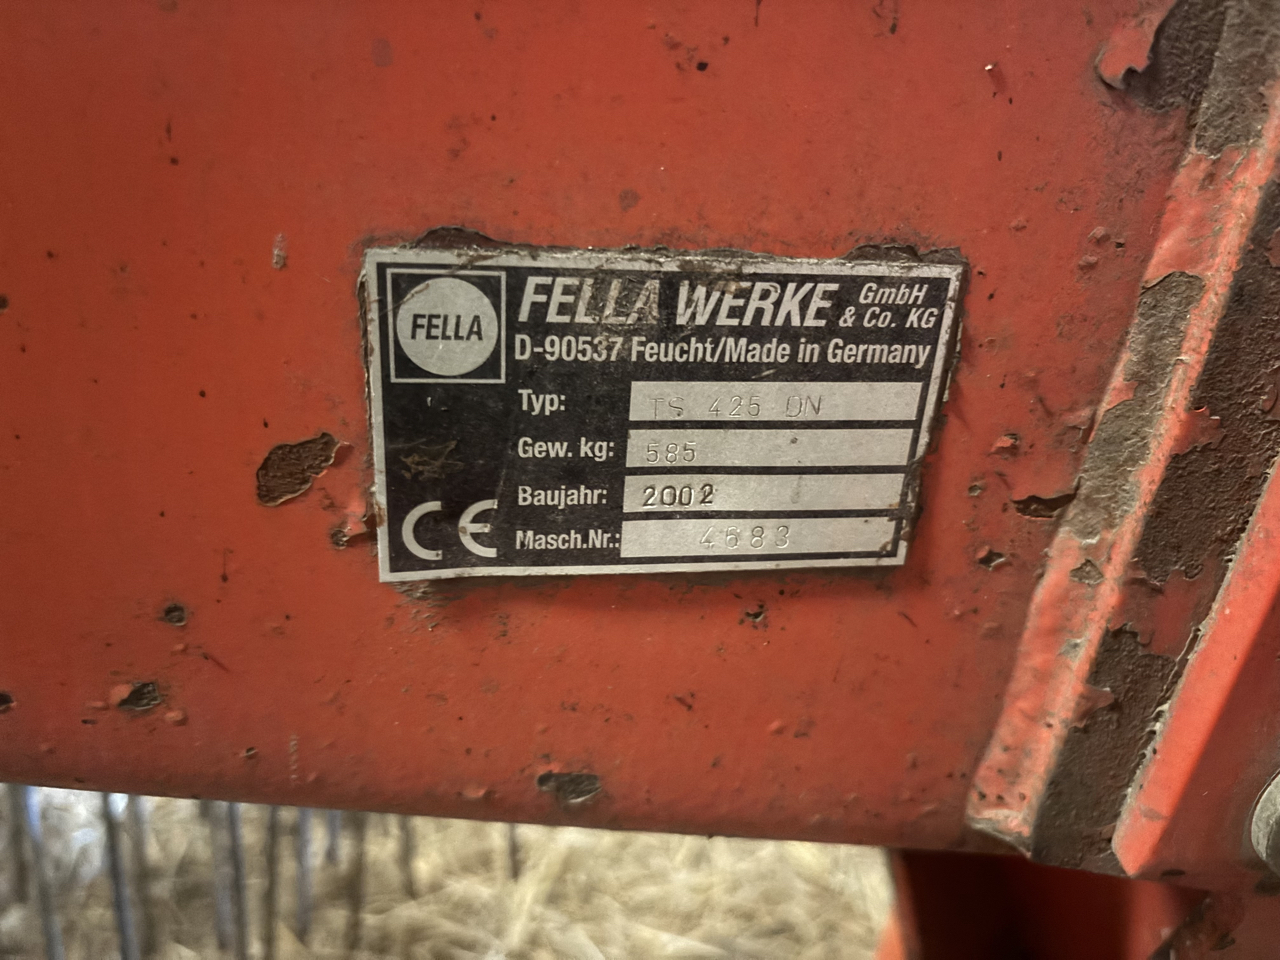 FELLA
FELLA WERKE GmbH & Co. KG
D-90537 Feucht/Made in Germany
Typ: TS 425 DN
Gew. kg: 585
Baujahr: 2002
CE Masch.Nr.: 4683